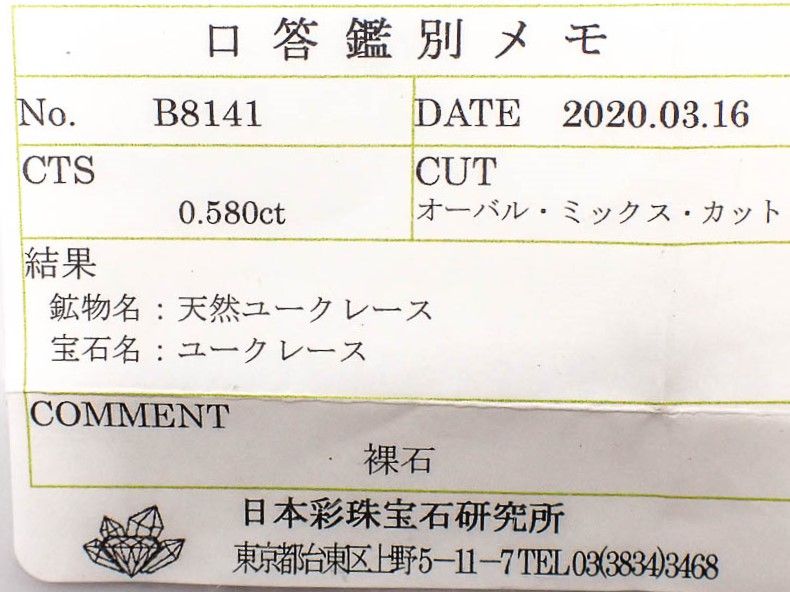 口答鑑別メモ
No. B8141 DATE 2020.03.16
CTS CUT
0.580ct オーバル・ミックス・カット
結果
鉱物名：天然ユークレース
宝石名：ユークレース
COMMENT
裸石
日本彩珠宝石研究所
東京都台東区上野5-11-7 TEL03(3834)3468